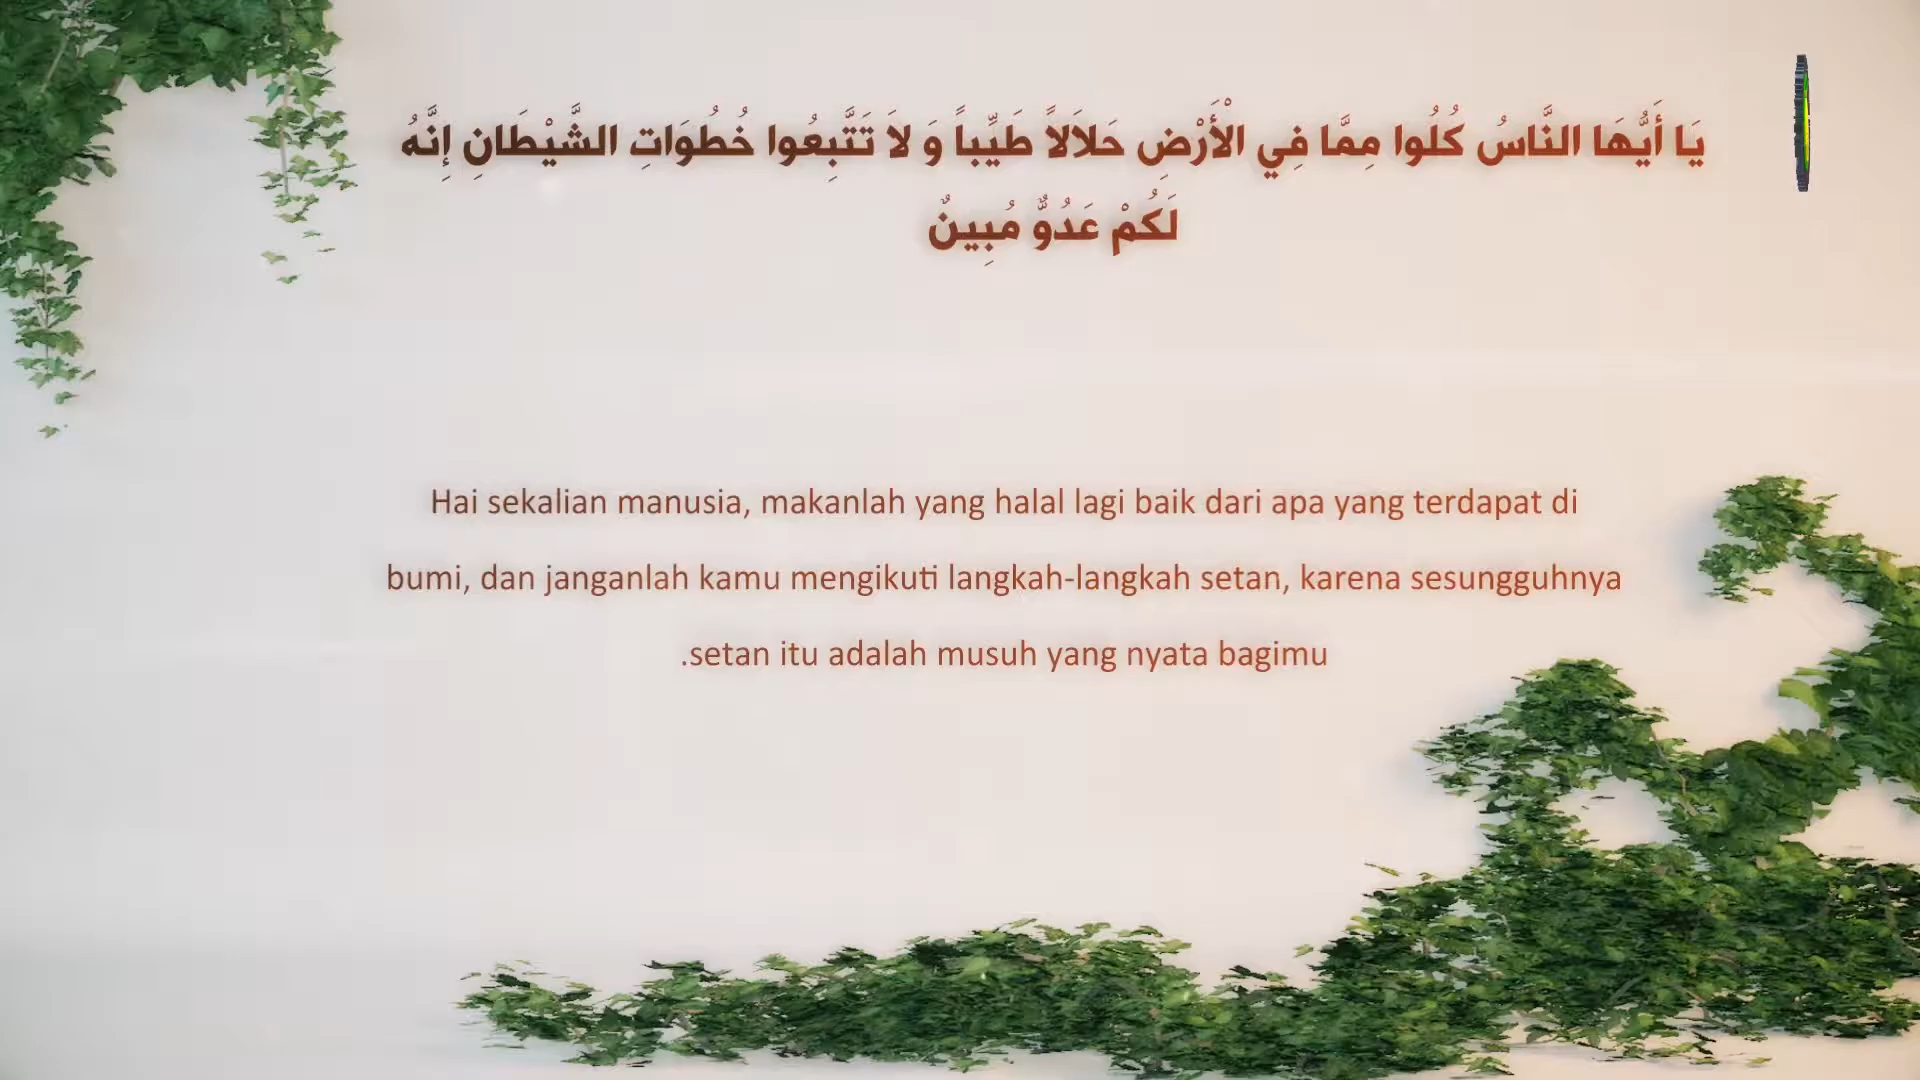 يَا أَيُّهَا النَّاسُ كُلُوا مِمَّا فِي الْأَرْضِ حَلاَلاً طَيِّباً وَ لاَ تَتَّبِعُوا خُطُوَاتِ الشَّيْطَانِ إِنَّهُ
لَكُمْ عَدُوٌّ مُبِينٌ
Hai sekalian manusia, makanlah yang halal lagi baik dari apa yang terdapat di
bumi, dan janganlah kamu mengikuti langkah-langkah setan, karena sesungguhnya
.setan itu adalah musuh yang nyata bagimu